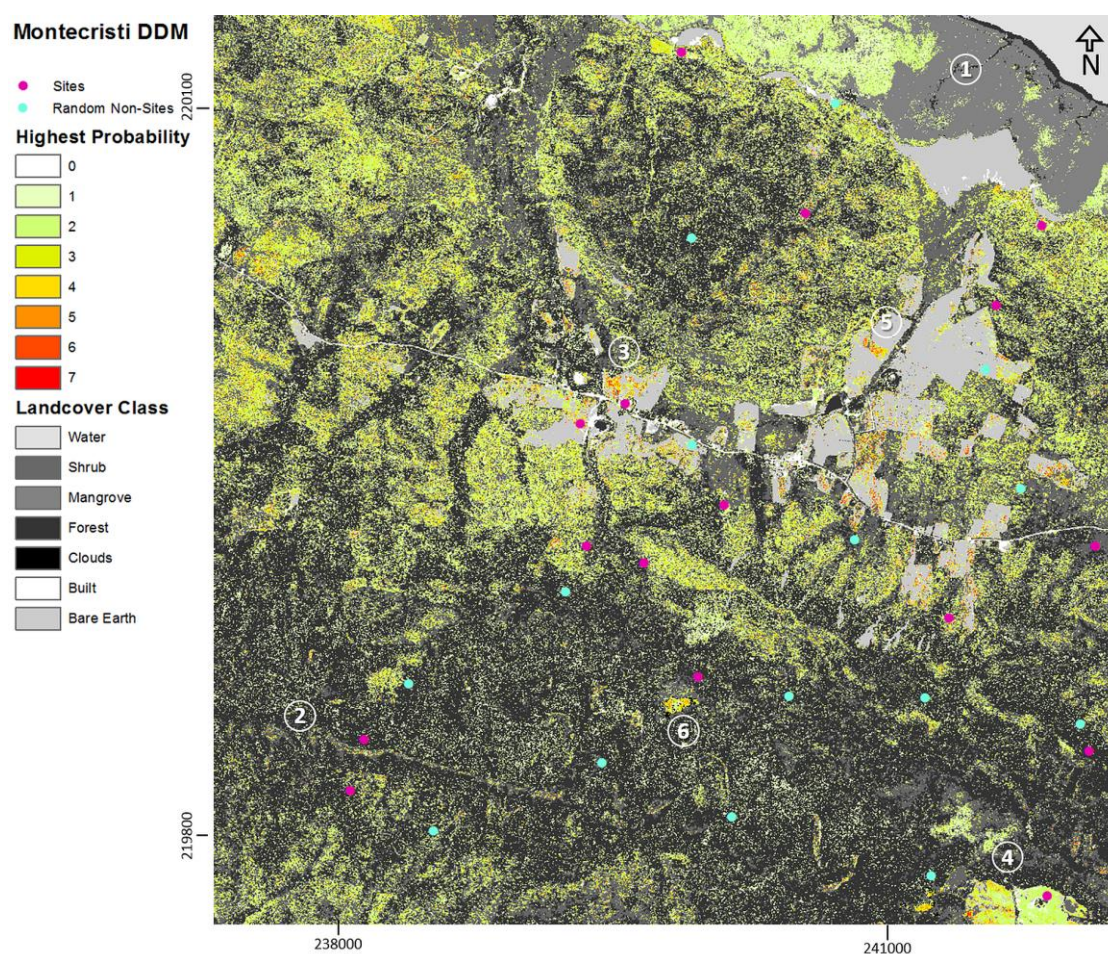 Montecristi DDM
Sites
Random Non-Sites
Highest Probability
0
1
2
3
4
5
6
7
Landcover Class
Water
Shrub
Mangrove
Forest
Clouds
Built
Bare Earth
220100
219800
238000
241000
N
1
5
3
2
6
4